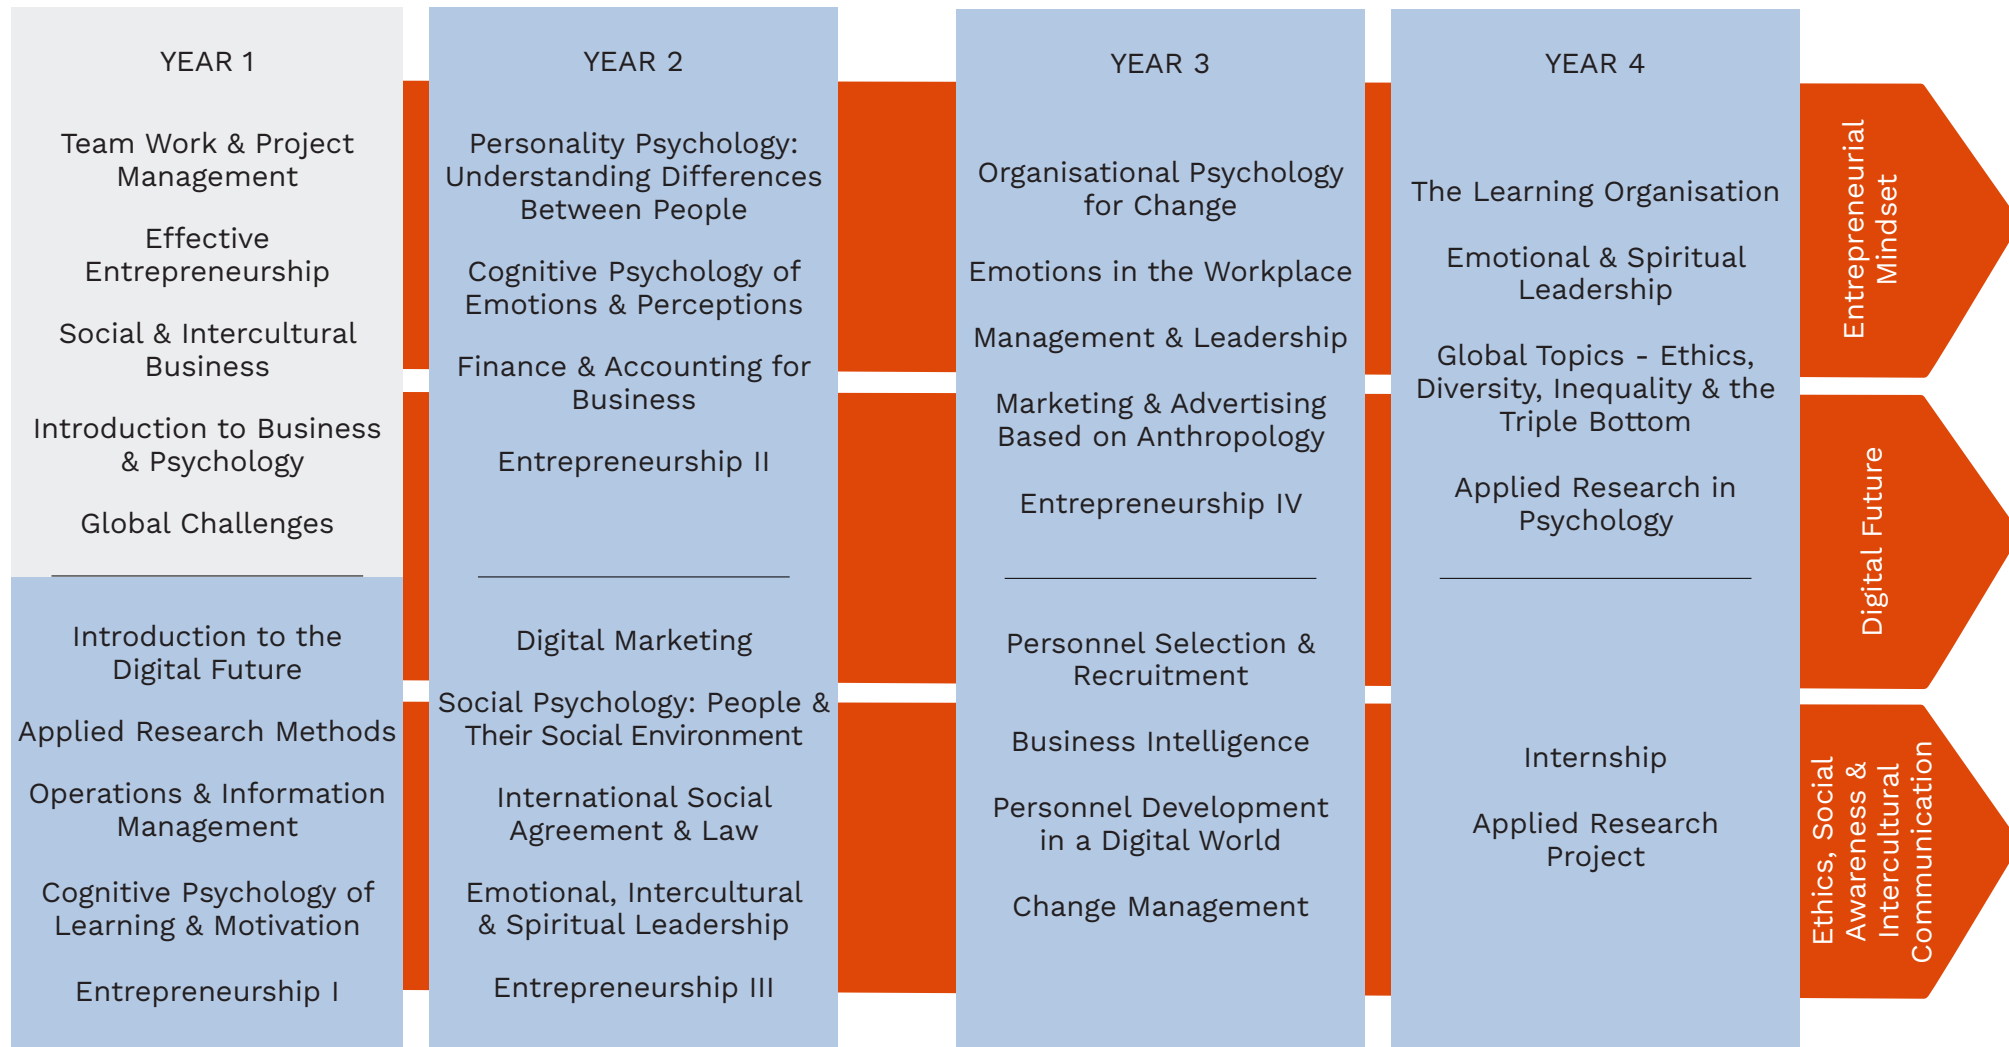 YEAR 1
Team Work & Project
Management
Effective
Entrepreneurship
Social & Intercultural
Business
Introduction to Business
& Psychology
Global Challenges
Introduction to the
Digital Future
Applied Research Methods
Operations & Information
Management
Cognitive Psychology of
Learning & Motivation
Entrepreneurship I
YEAR 2
Personality Psychology:
Understanding Differences
Between People
Cognitive Psychology of
Emotions & Perceptions
Finance & Accounting for
Business
Entrepreneurship II
Digital Marketing
Social Psychology: People &
Their Social Environment
International Social
Agreement & Law
Emotional, Intercultural
& Spiritual Leadership
Entrepreneurship III
YEAR 3
Organisational Psychology
for Change
Emotions in the Workplace
Management & Leadership
Marketing & Advertising
Based on Anthropology
Entrepreneurship IV
Personnel Selection &
Recruitment
Business Intelligence
Personnel Development
in a Digital World
Change Management
YEAR 4
The Learning Organisation
Emotional & Spiritual
Leadership
Global Topics - Ethics,
Diversity, Inequality & the
Triple Bottom
Applied Research in
Psychology
Internship
Applied Research
Project
Entrepreneurial
Mindset
Digital Future
Ethics, Social
Awareness &
Intercultural
Communication